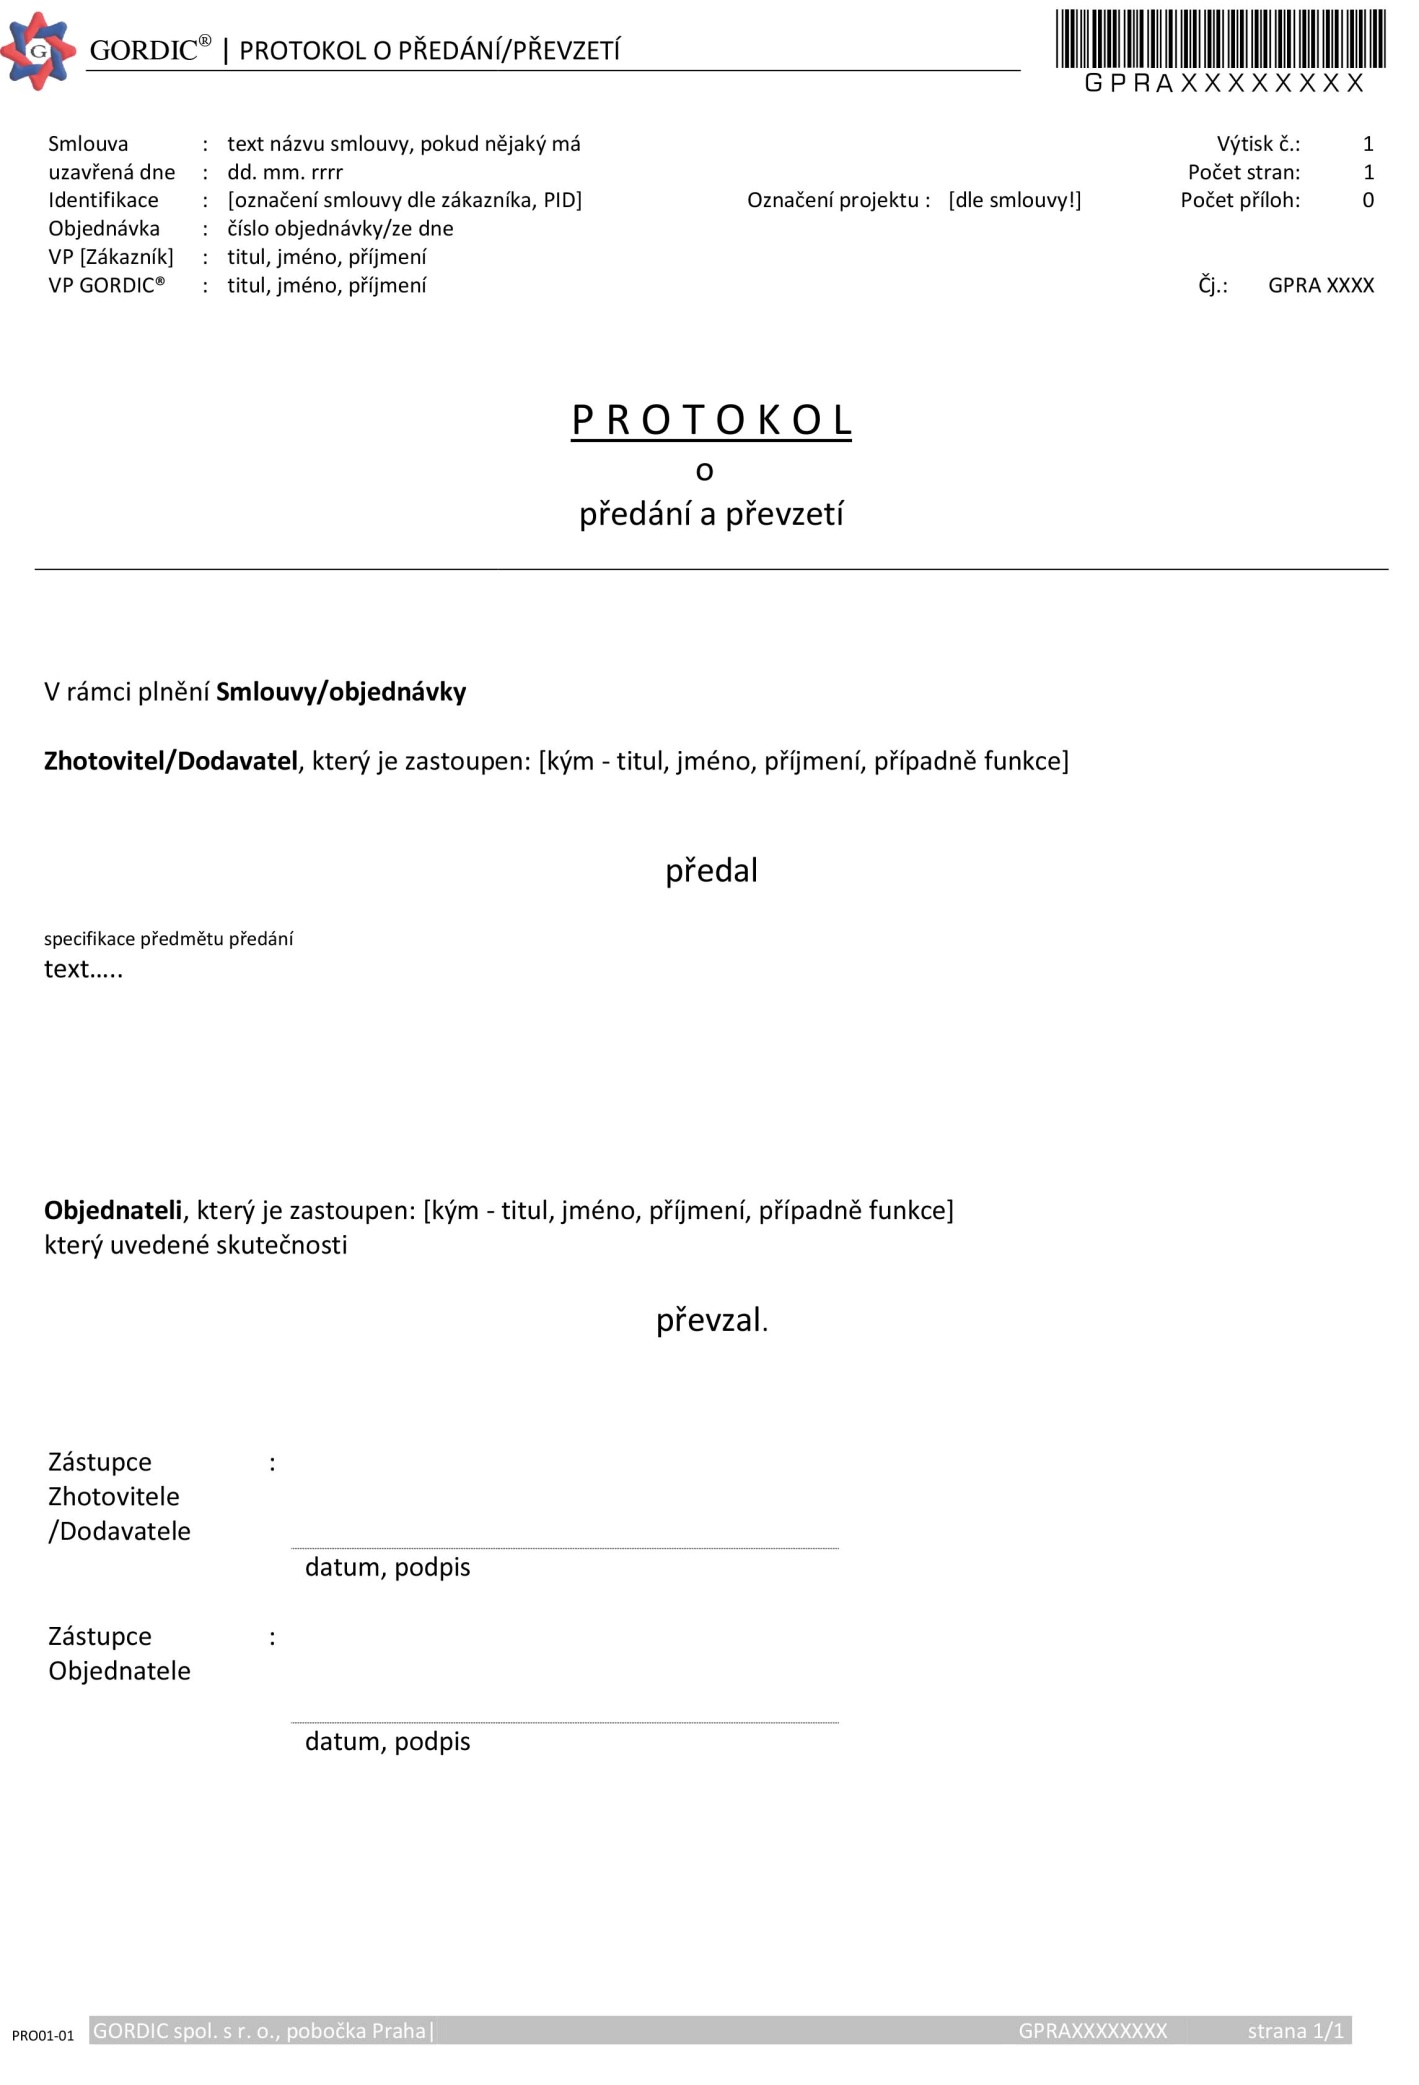 G GORDIC® | PROTOKOL O PŘEDÁNÍ/PŘEVZETÍ
GPRAXXXXXXXX
Smlouva : text názvu smlouvy, pokud nějaký má Výtisk č.: 1
uzavřená dne : dd. mm. rrrr Počet stran: 1
Identifikace : [označení smlouvy dle zákazníka, PID] Označení projektu : [dle smlouvy!] Počet příloh: 0
Objednávka : číslo objednávky/ze dne
VP [Zákazník] : titul, jméno, příjmení
VP GORDIC® : titul, jméno, příjmení Čj.: GPRA XXXX
P R O T O K O L
o
předání a převzetí
V rámci plnění Smlouvy/objednávky
Zhotovitel/Dodavatel, který je zastoupen: [kým - titul, jméno, příjmení, případně funkce]
předal
specifikace předmětu předání
text…..
Objednateli, který je zastoupen: [kým - titul, jméno, příjmení, případně funkce]
který uvedené skutečnosti
převzal.
Zástupce :
Zhotovitele
/Dodavatele
datum, podpis
Zástupce :
Objednatele
datum, podpis
PRO01-01 GORDIC spol. s r. o., pobočka Praha| GPRAXXXXXXXX strana 1/1